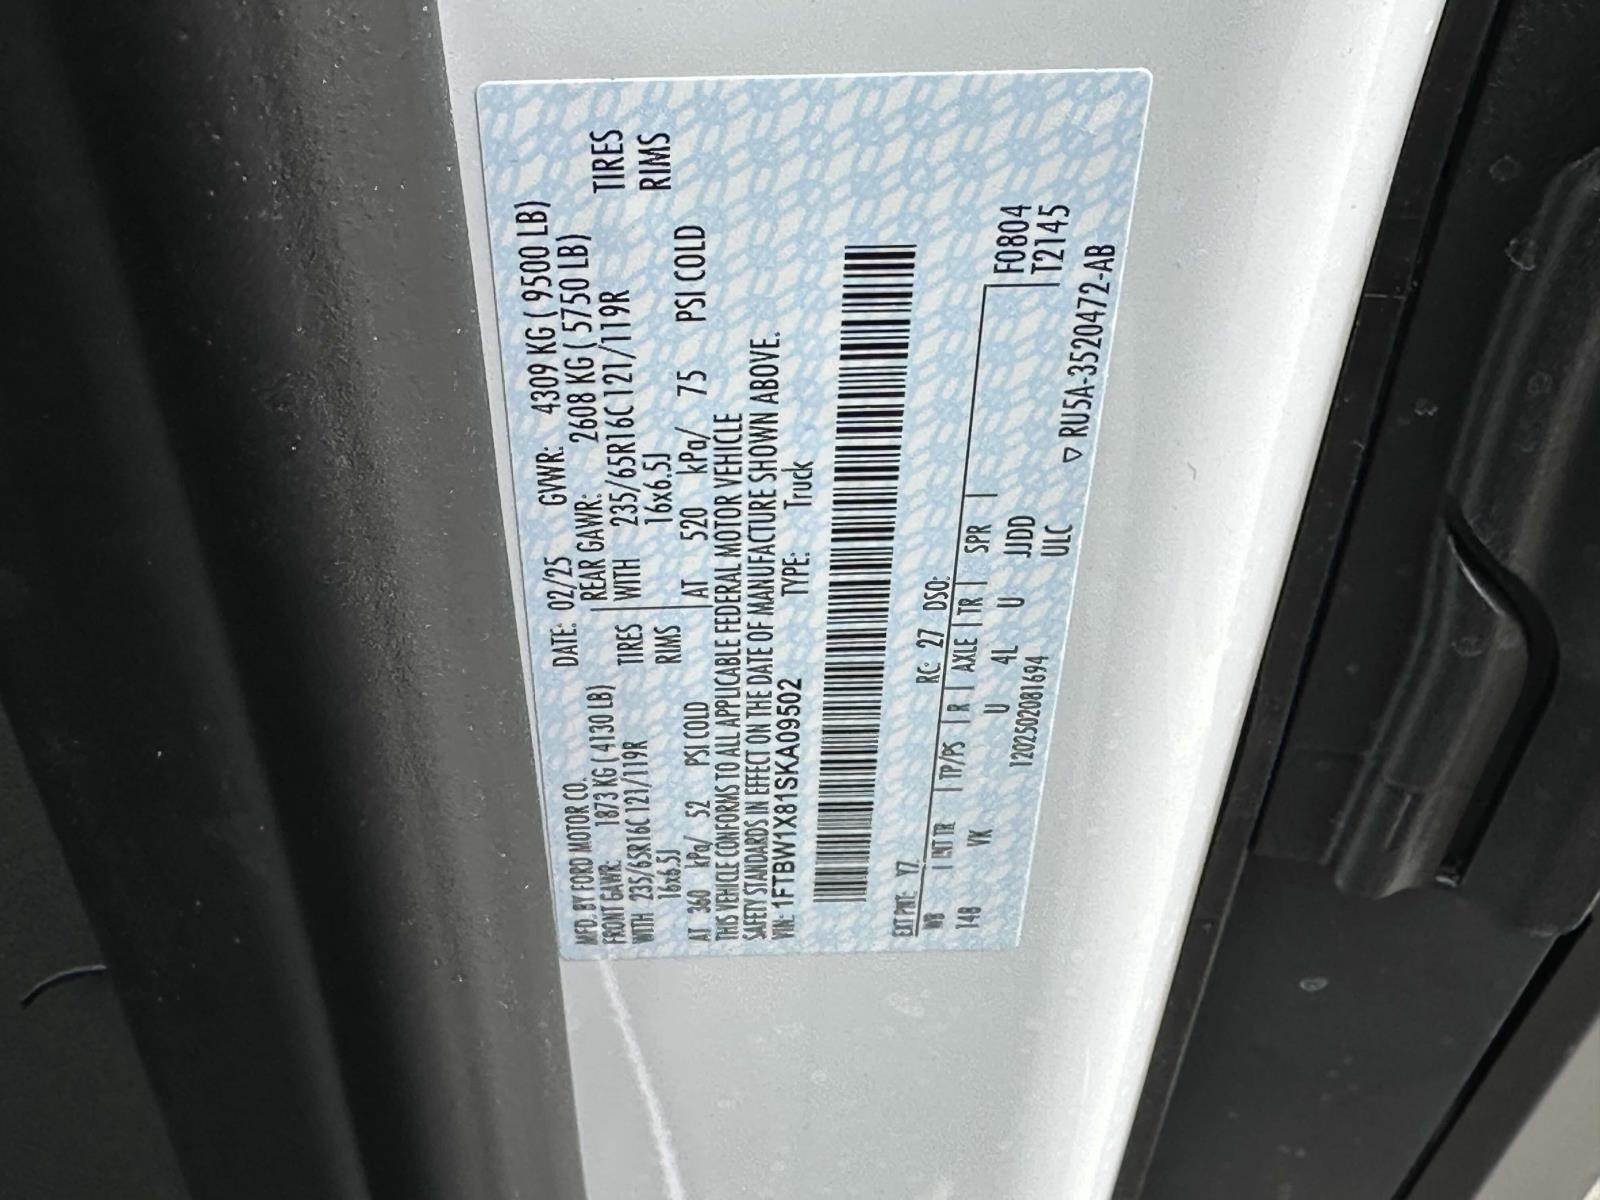 MFD. BY FORD MOTOR CO. DATE: 02/25 GVWR: 4309 KG ( 9500 LB)
FRONT GAWR: 1873 KG ( 4130 LB) REAR GAWR: 2608 KG ( 5750 LB)
WITH 235/65R16C 121/119R TIRES WITH 235/65R16C 121/119R TIRES
16x6.5J RIMS 16x6.5J RIMS
AT 360 kPa/ 52 PSI COLD AT 520 kPa/ 75 PSI COLD
THIS VEHICLE CONFORMS TO ALL APPLICABLE FEDERAL MOTOR VEHICLE
SAFETY STANDARDS IN EFFECT ON THE DATE OF MANUFACTURE SHOWN ABOVE.
VIN: 1FTBW1X81SKA09502 TYPE: Truck
EXT PNT: YZ RC: 27 DSO:
WB | INT TR | TP/PS | R | AXLE | TR | SPR | F0804
148 VK U 4L U JJDD T2145
1202502081694 ULC ▽ RU5A-3520472-AB